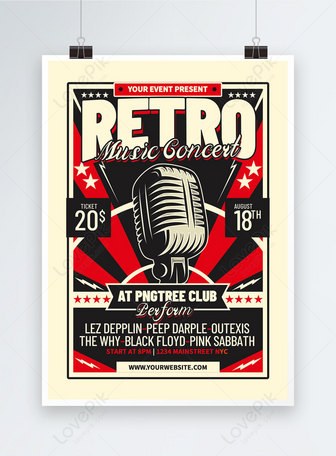 YOUR EVENT PRESENT
RETRO
Music Concert
TICKET
20$
AUGUST
18TH
AT PNGTREE CLUB
Perform
LEZ DEPPLIN-PEEP DARPLE-OUTEXIS
THE WHY-BLACK FLOYD-PINK SABBATH
START AT 8PM | 1234 MAINSTREET NYC
WWW.YOURWEBSITE.COM